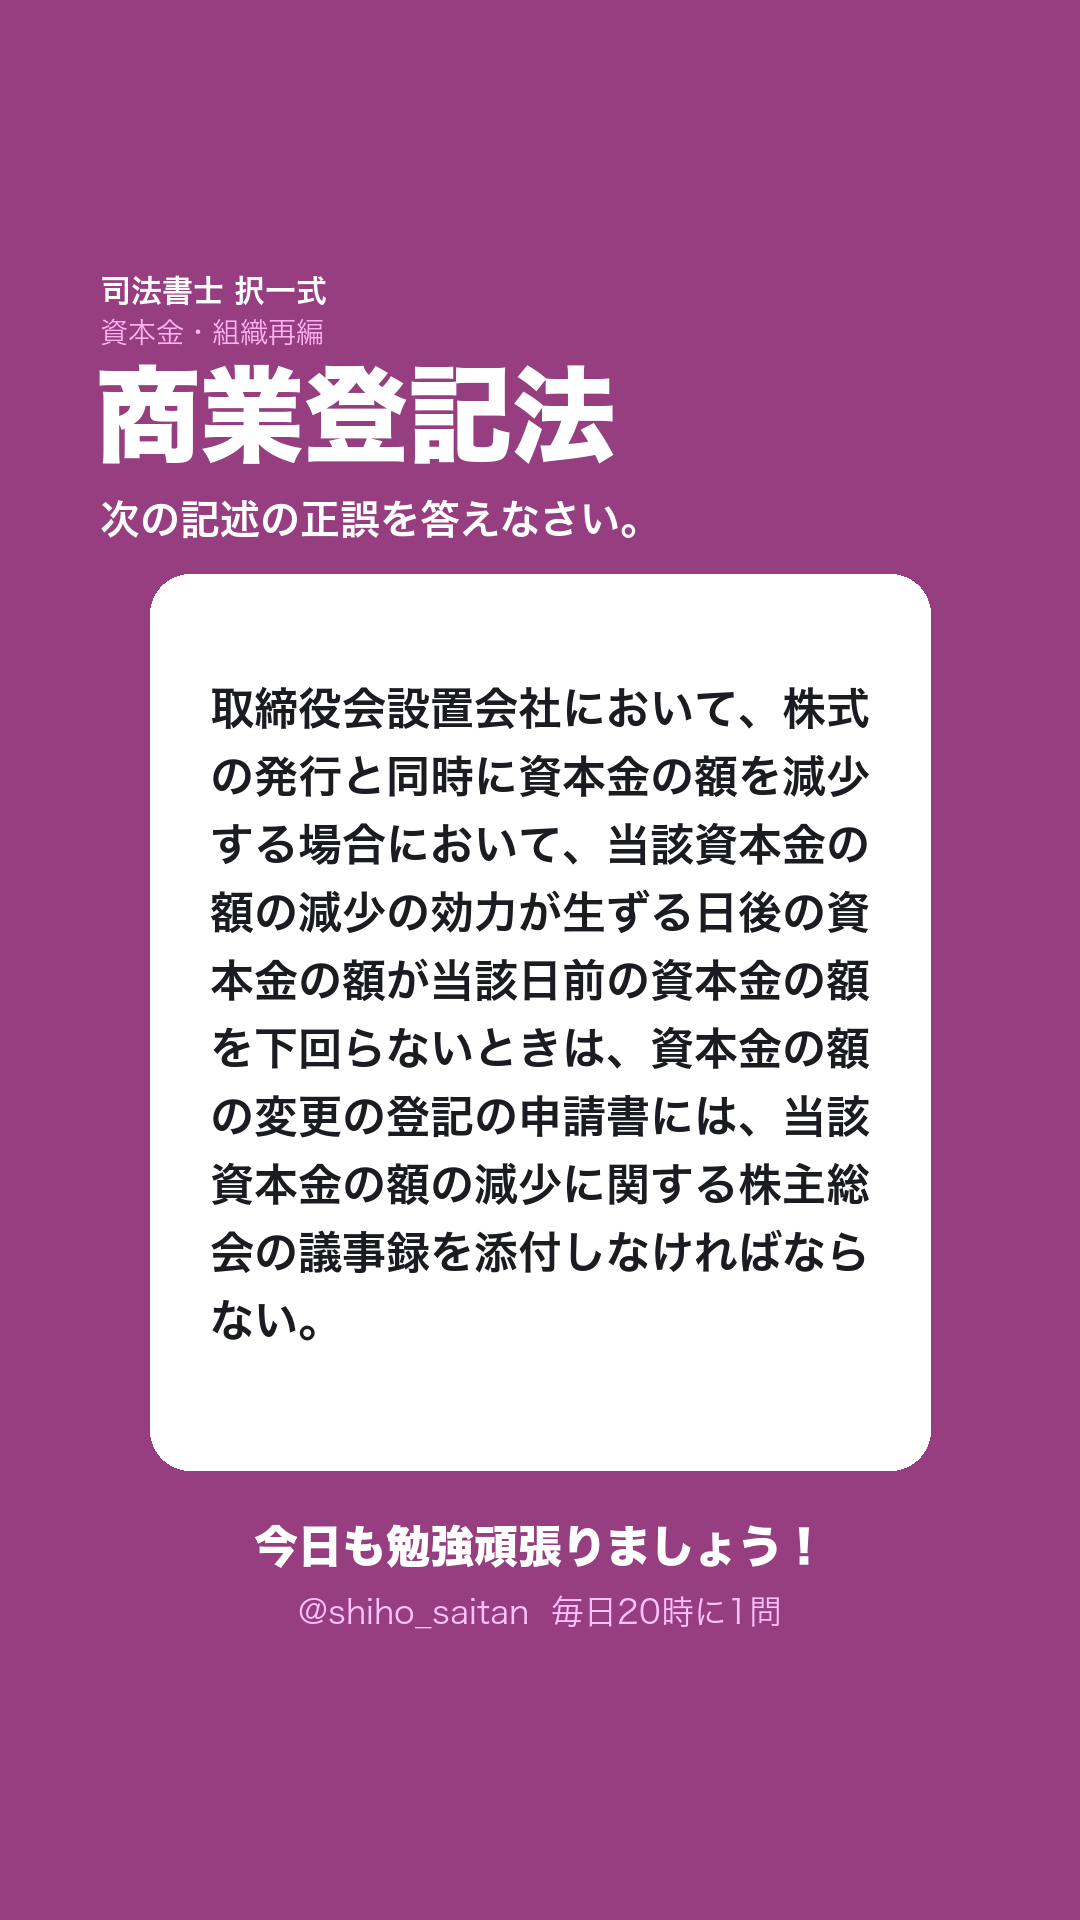 司法書士 択一式
資本金・組織再編
商業登記法
次の記述の正誤を答えなさい。
取締役会設置会社において、株式
の発行と同時に資本金の額を減少
する場合において、当該資本金の
額の減少の効力が生ずる日後の資
本金の額が当該日前の資本金の額
を下回らないときは、資本金の額
の変更の登記の申請書には、当該
資本金の額の減少に関する株主総
会の議事録を添付しなければなら
ない。
今日も勉強頑張りましょう！
@shiho_saitan 毎日20時に1問